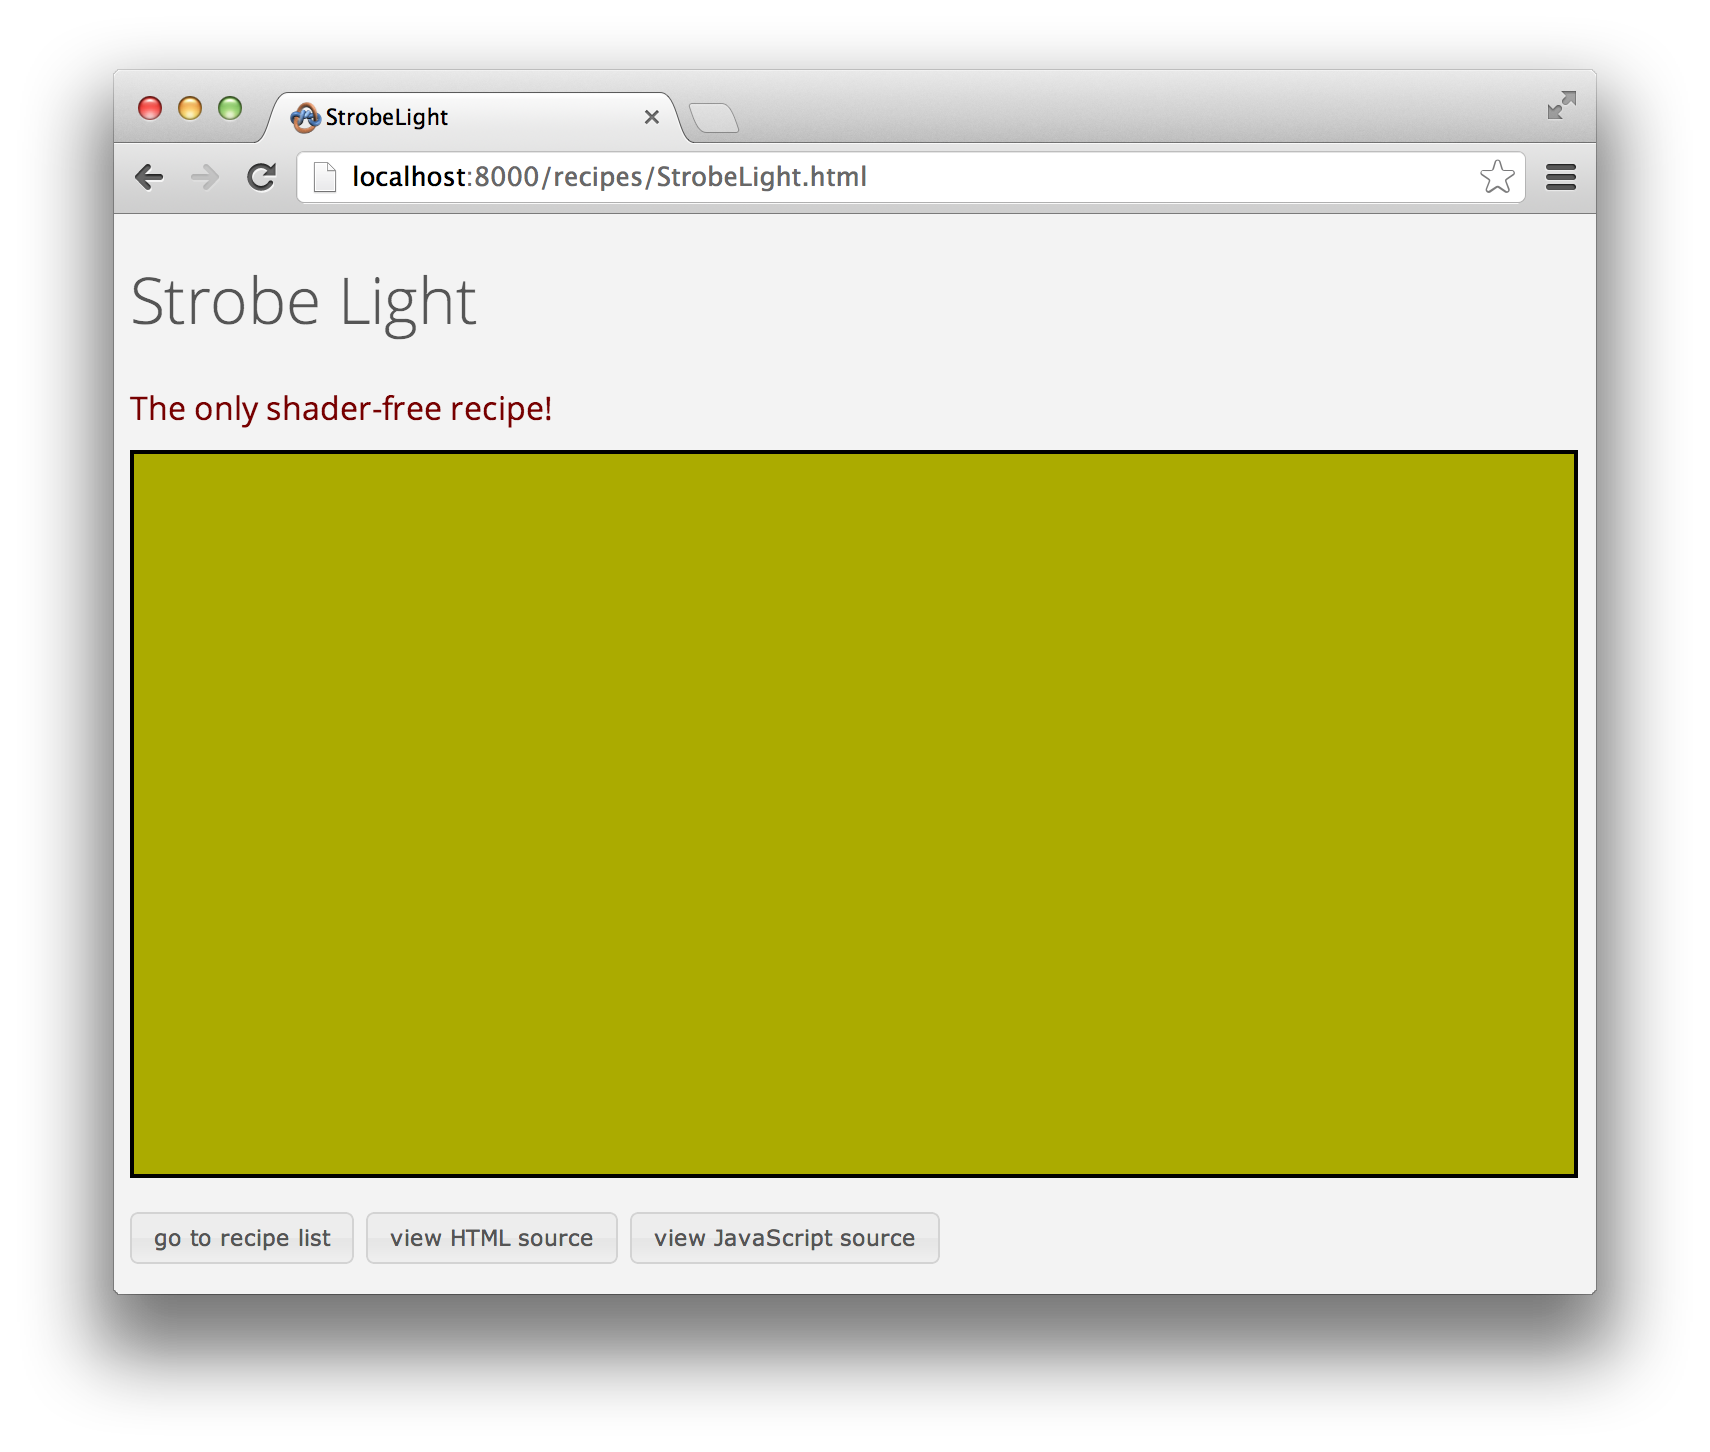 StrobeLight
localhost:8000/recipes/StrobeLight.html
Strobe Light
The only shader-free recipe!
go to recipe list
view HTML source
view JavaScript source